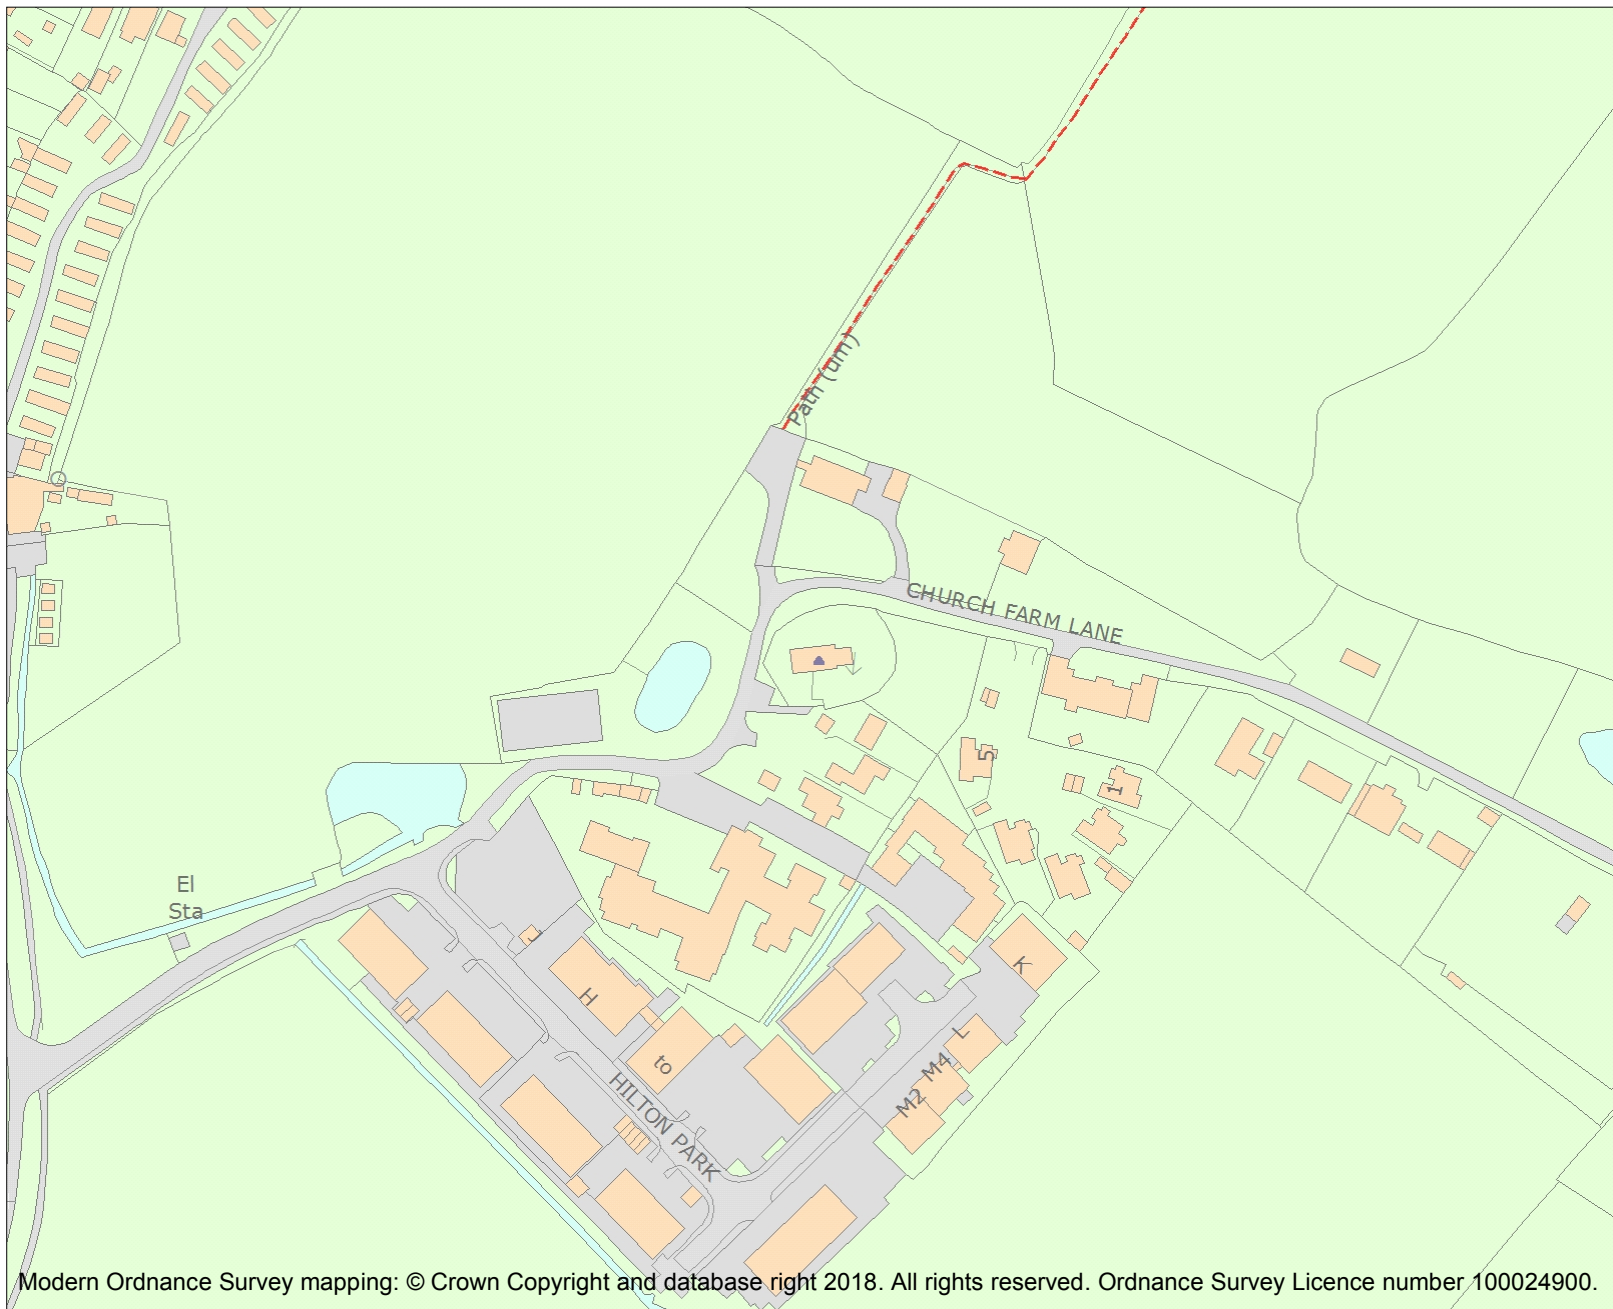 Path (um)
CHURCH FARM LANE
5
1
El
Sta
J
H
K
to
L
M4
M2
HILTON PARK
Modern Ordnance Survey mapping: © Crown Copyright and database right 2018. All rights reserved. Ordnance Survey Licence number 100024900.